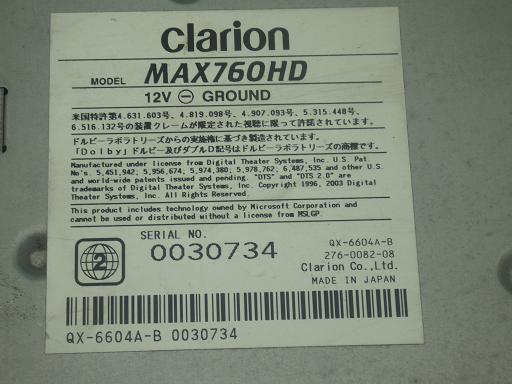 clarion
MODEL MAX760HD
12V ⊖ GROUND
米国特許第4.631.603号、4.819.098号、4.907.093号、5.315.448号、
6.516.132号の装置クレームが限定された視聴に限って許諾されています。
ドルビーラボラトリーズからの実施権に基づき製造されています。
「Dolby」ドルビー及びダブルD記号はドルビーラボラトリーズの商標です。
Manufactured under license from Digital Theater Systems, Inc. U.S. Pat.
No's. 5,451,942; 5,956,674; 5,974,380; 5,978,762; 6,487,535 and other U.S.
and world-wide patents issued and pending. "DTS" and "DTS 2.0" are
trademarks of Digital Theater Systems, Inc. Copyright 1996, 2003 Digital
Theater Systems, Inc. All Rights Reserved.
This product includes technology owned by Microsoft Corporation and
cannot be used or distributed without a license from MSLGP.
2
SERIAL NO.
0030734
QX-6604A-B
276-0082-08
Clarion Co.,Ltd.
MADE IN JAPAN
QX-6604A-B 0030734